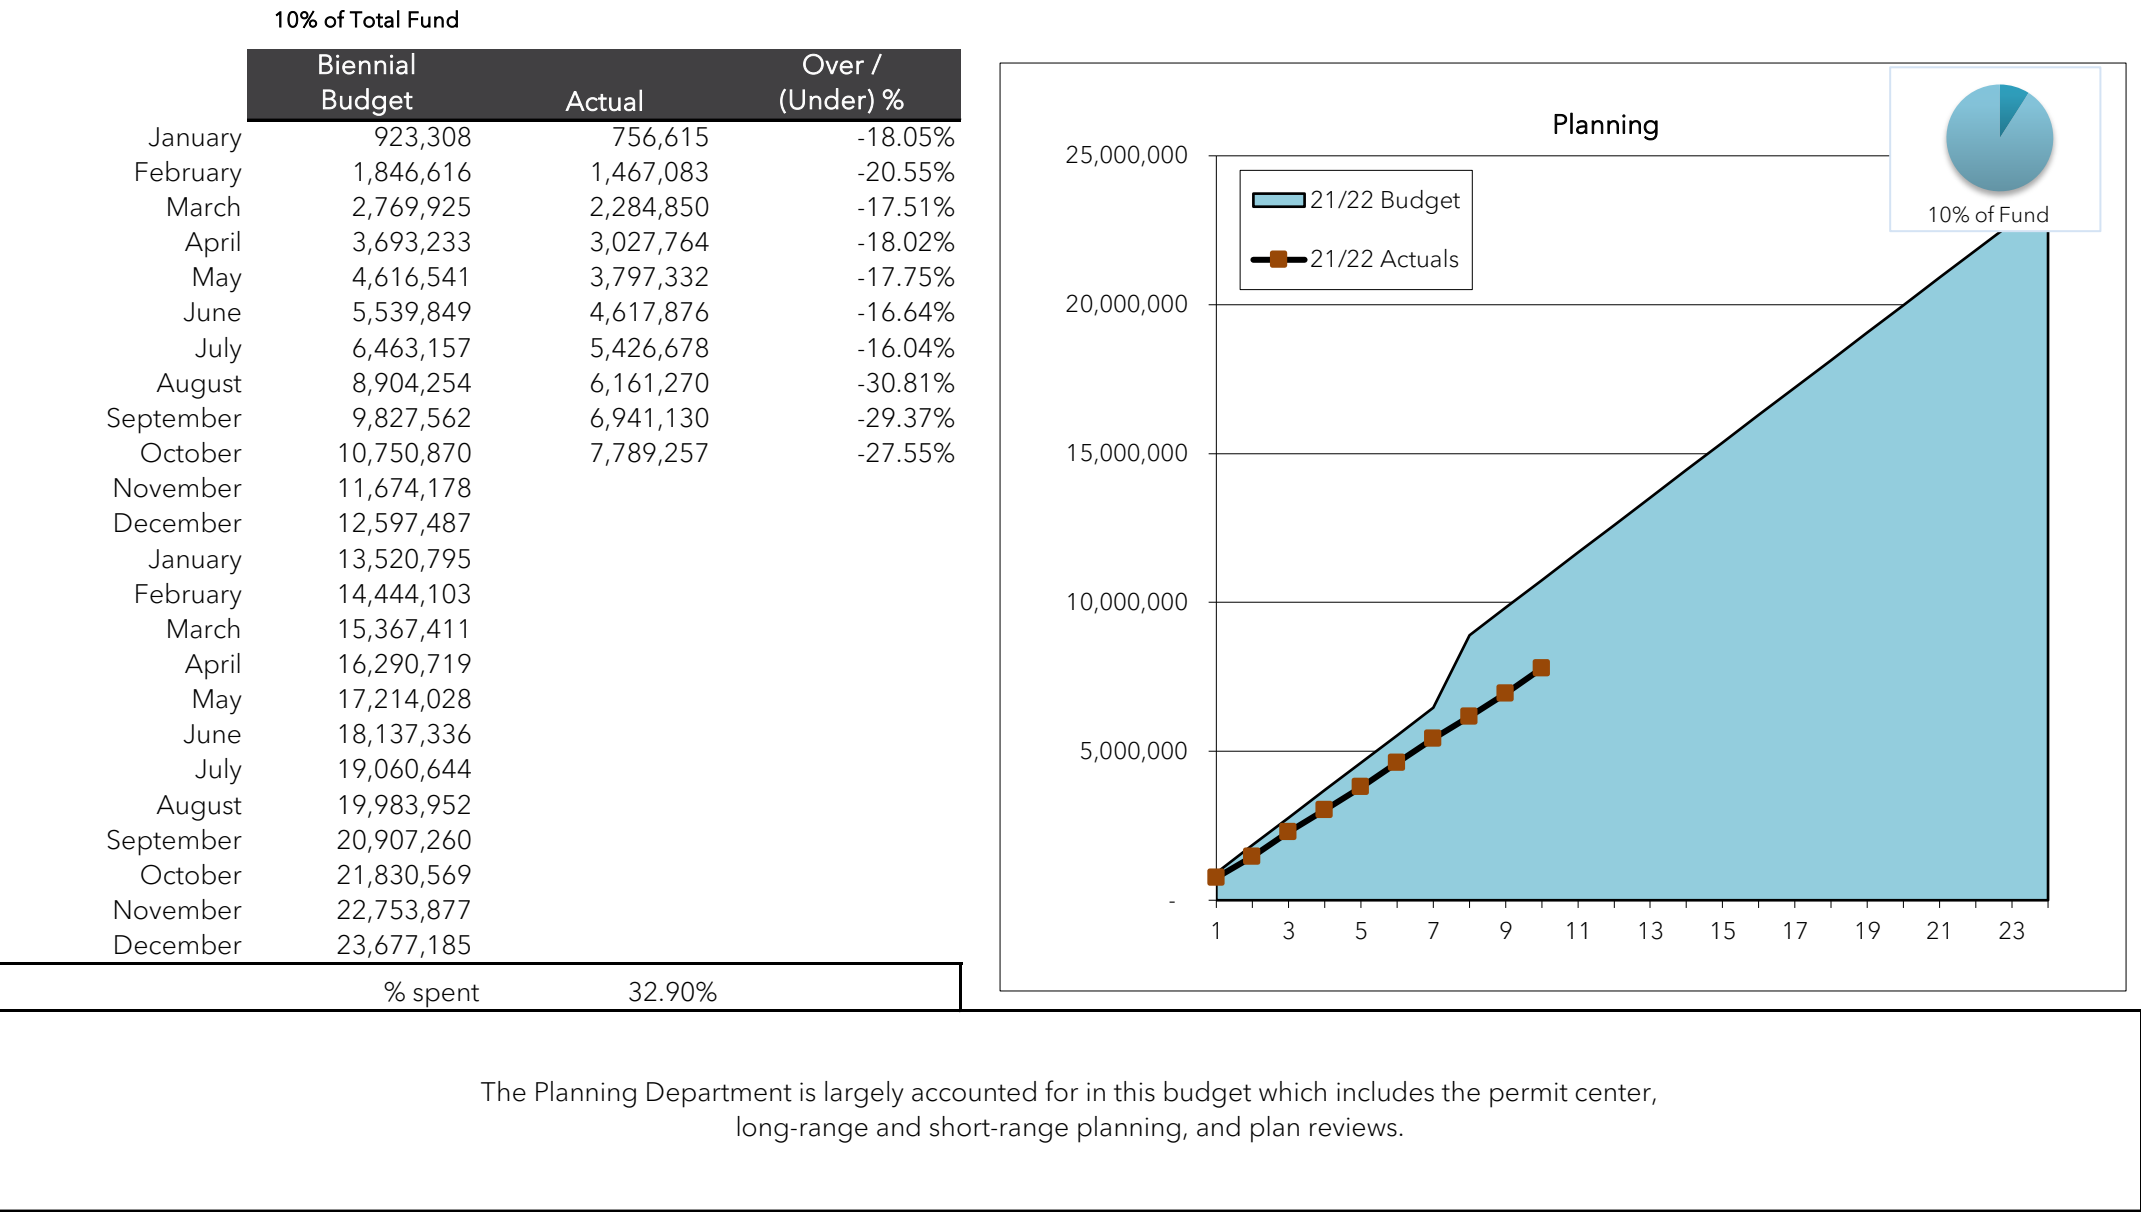 10% of Total Fund
Biennial Budget Actual Over / (Under) %
January 923,308 756,615 -18.05%
February 1,846,616 1,467,083 -20.55%
March 2,769,925 2,284,850 -17.51%
April 3,693,233 3,027,764 -18.02%
May 4,616,541 3,797,332 -17.75%
June 5,539,849 4,617,876 -16.64%
July 6,463,157 5,426,678 -16.04%
August 8,904,254 6,161,270 -30.81%
September 9,827,562 6,941,130 -29.37%
October 10,750,870 7,789,257 -27.55%
November 11,674,178
December 12,597,487
January 13,520,795
February 14,444,103
March 15,367,411
April 16,290,719
May 17,214,028
June 18,137,336
July 19,060,644
August 19,983,952
September 20,907,260
October 21,830,569
November 22,753,877
December 23,677,185
% spent 32.90%
Planning
10% of Fund
21/22 Budget
21/22 Actuals
25,000,000
20,000,000
15,000,000
10,000,000
5,000,000
-
1 3 5 7 9 11 13 15 17 19 21 23
The Planning Department is largely accounted for in this budget which includes the permit center,
long-range and short-range planning, and plan reviews.